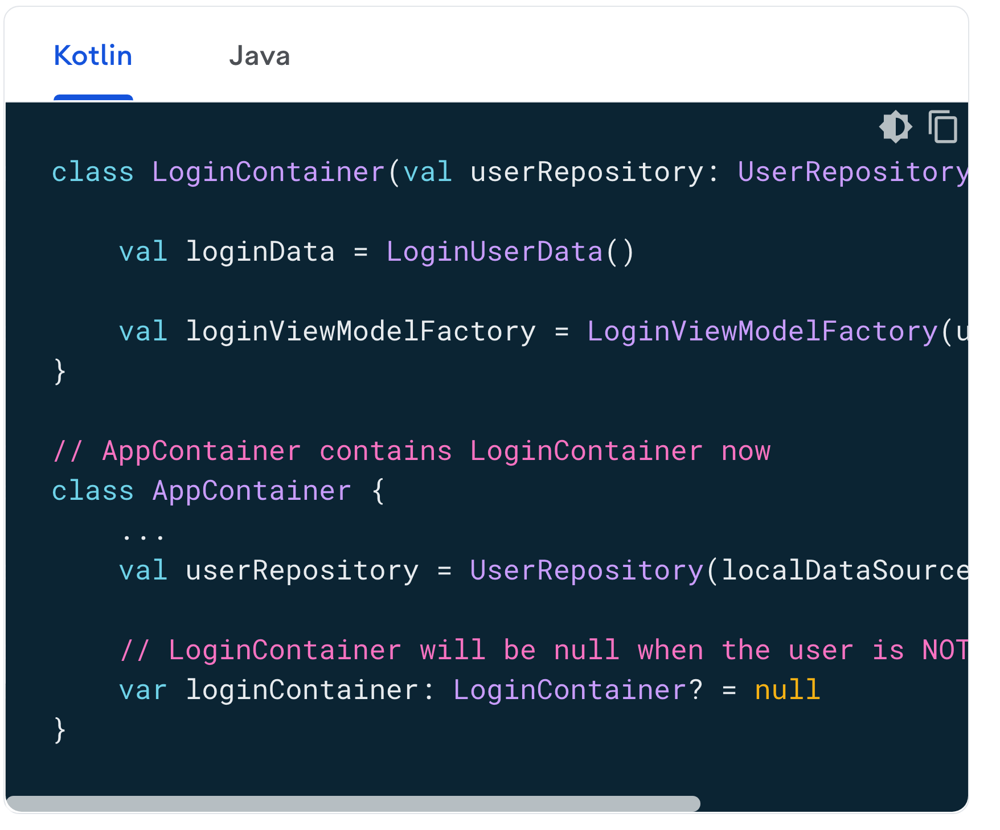 Kotlin Java
class LoginContainer(val userRepository: UserRepository
val loginData = LoginUserData()
val loginViewModelFactory = LoginViewModelFactory(u
}
// AppContainer contains LoginContainer now
class AppContainer {
...
val userRepository = UserRepository(localDataSource
// LoginContainer will be null when the user is NOT
var loginContainer: LoginContainer? = null
}